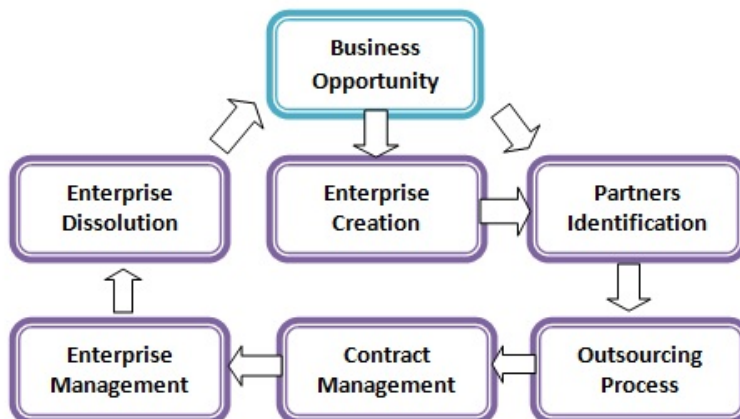 Business
Opportunity
Enterprise
Dissolution
Enterprise
Creation
Partners
Identification
Enterprise
Management
Contract
Management
Outsourcing
Process